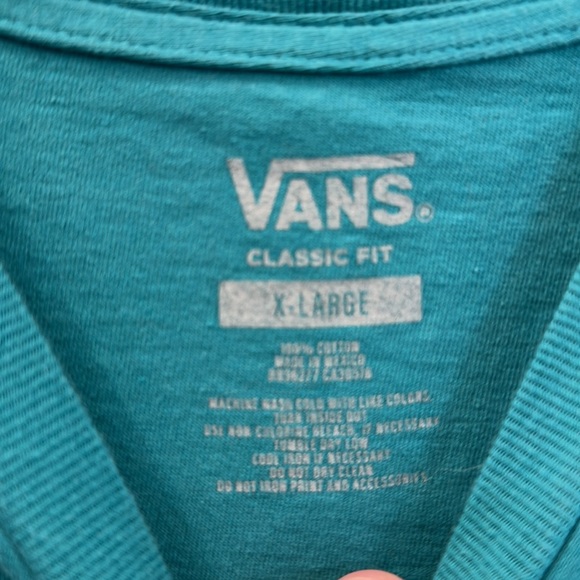 VANS®
CLASSIC FIT
X-LARGE
100% COTTON
MADE IN MEXICO
MACHINE WASH COLD WITH LIKE COLORS.
TURN INSIDE OUT
USE NON CHLORINE BLEACH, IF NECESSARY
TUMBLE DRY LOW
COOL IRON IF NECESSARY
DO NOT DRY CLEAN
DO NOT IRON PRINT AND ACCESSORIES.